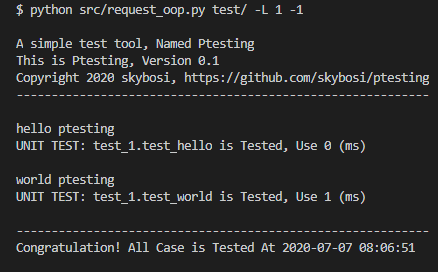 $ python src/request_oop.py test/ -L 1 -1
A simple test tool, Named Ptesting
This is Ptesting, Version 0.1
Copyright 2020 skybosi, https://github.com/skybosi/ptesting
-----------------------------------------------------------
hello ptesting
UNIT TEST: test_1.test_hello is Tested, Use 0 (ms)
world ptesting
UNIT TEST: test_1.test_world is Tested, Use 1 (ms)
-----------------------------------------------------------
Congratulation! All Case is Tested At 2020-07-07 08:06:51